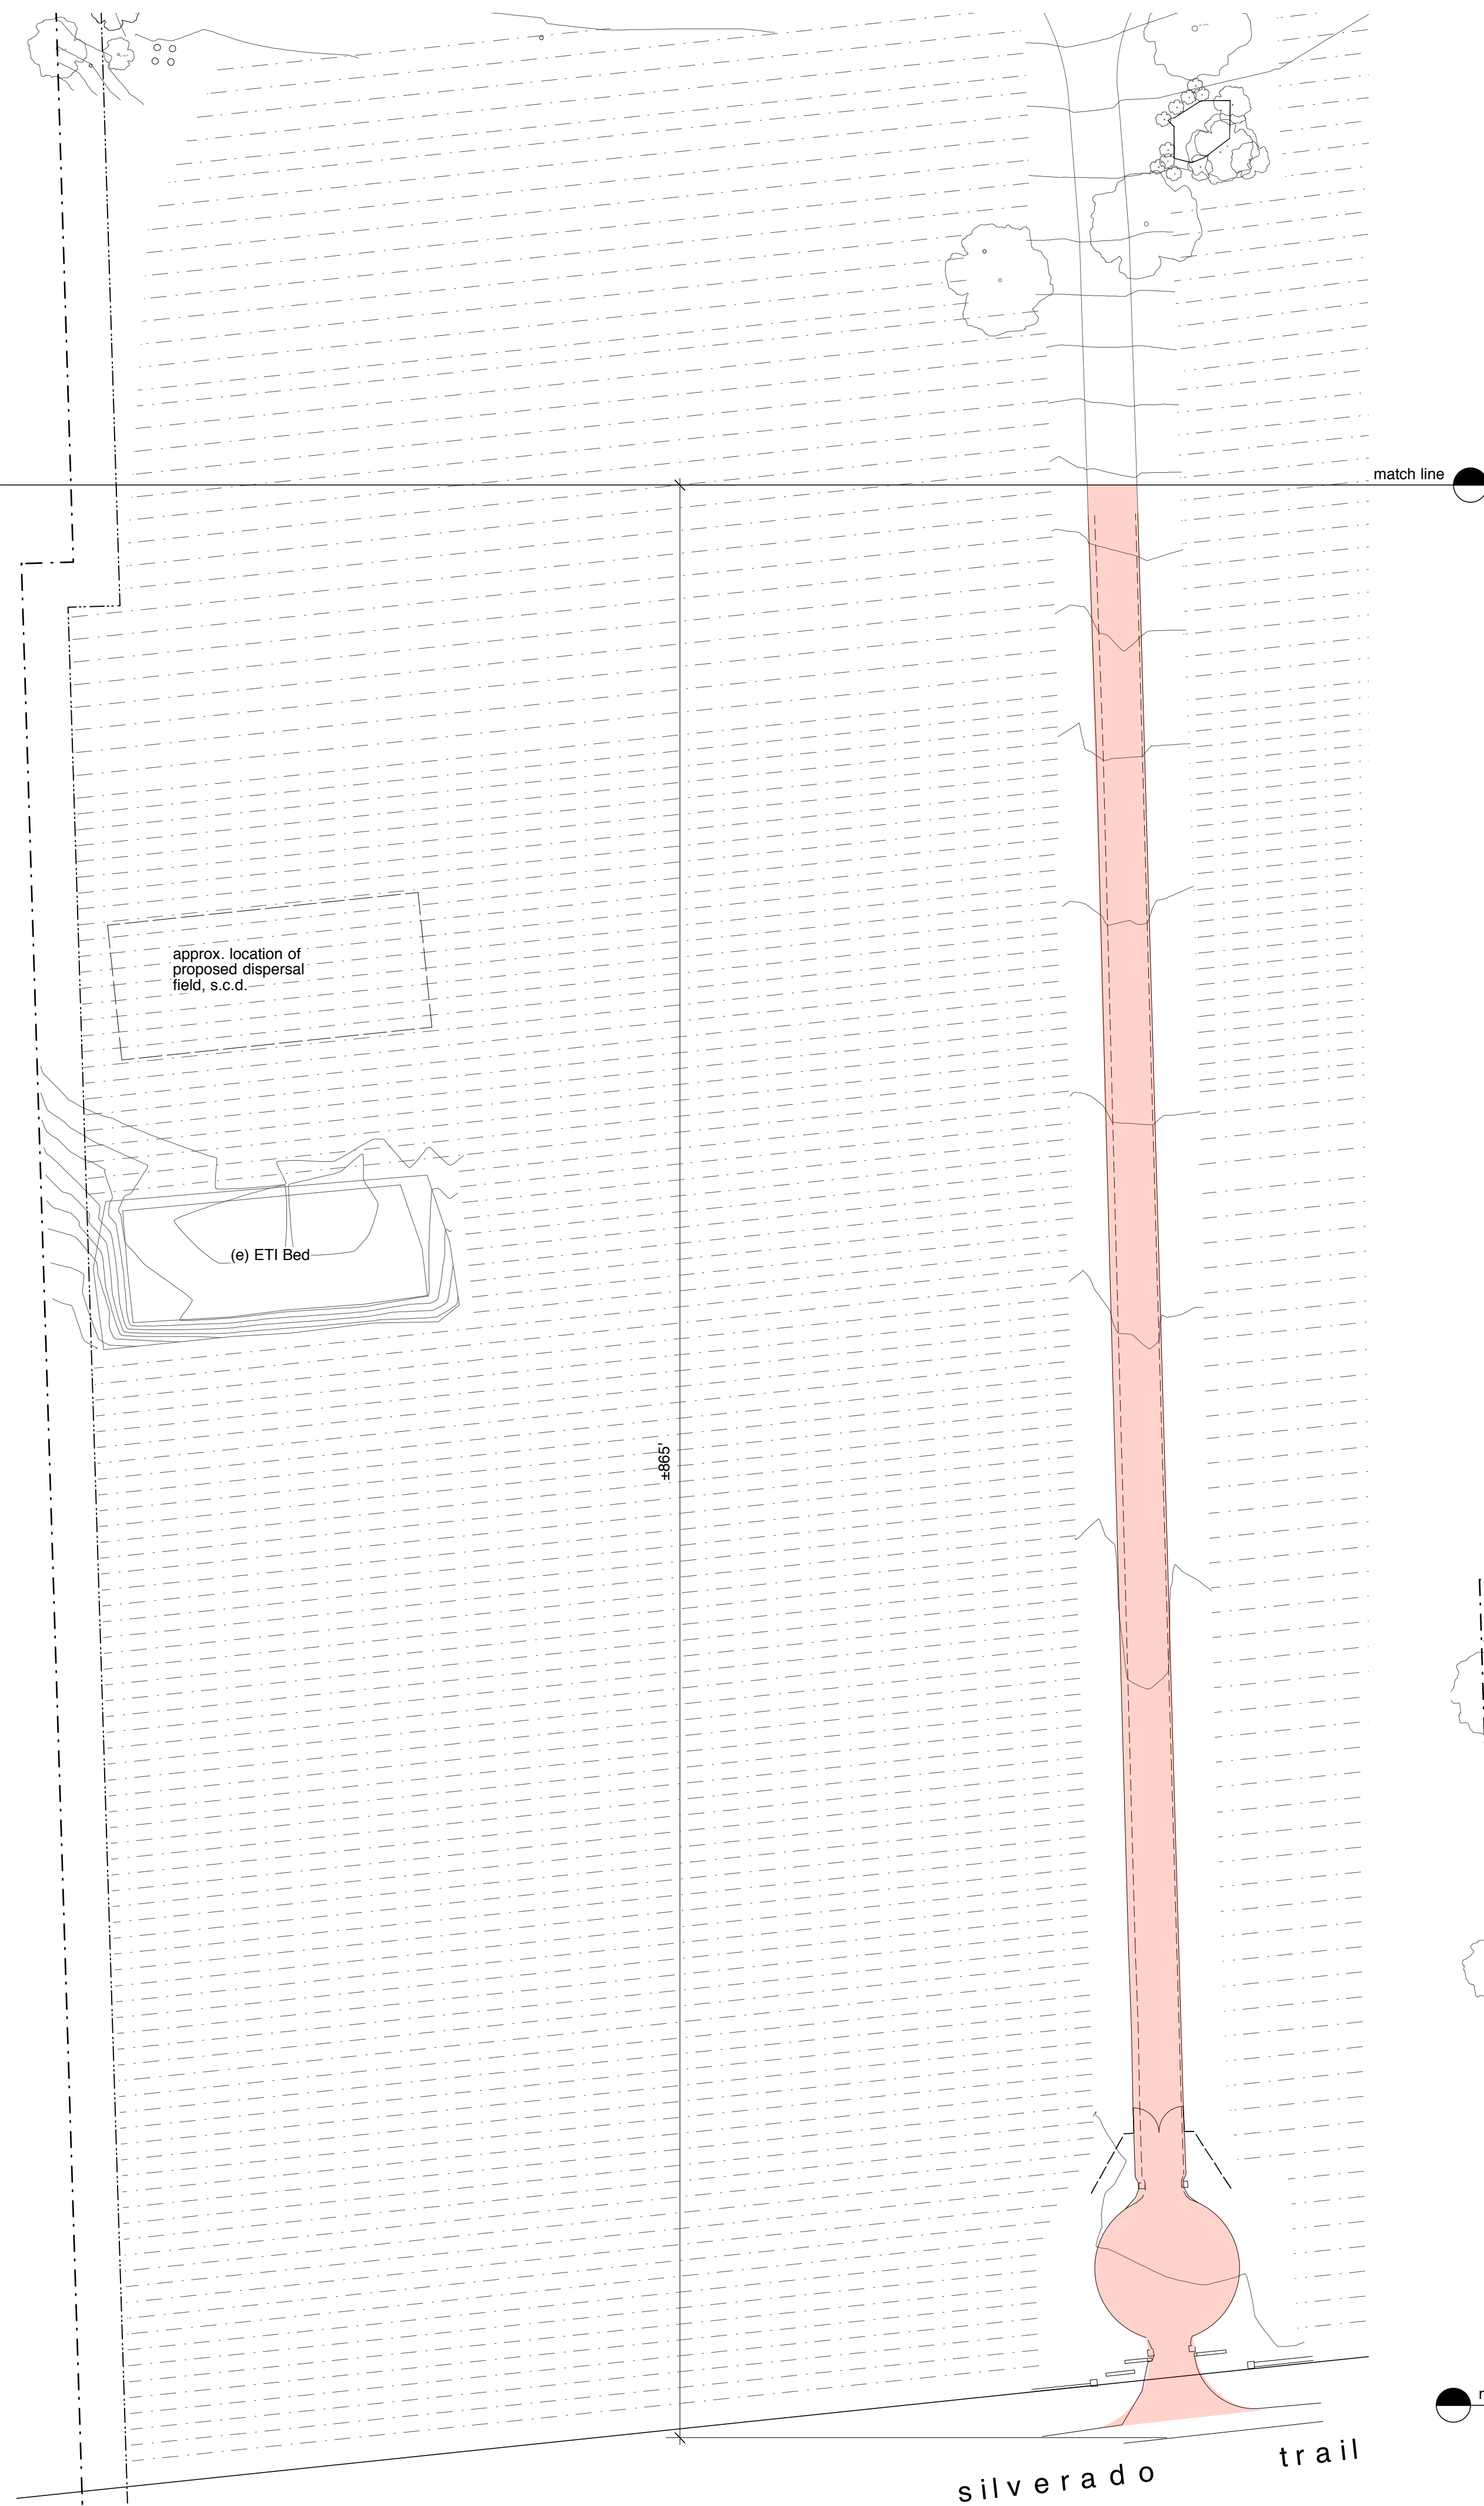 match line
approx. location of
proposed dispersal
field, s.c.d.
(e) ETI Bed
±865'
silverado trail